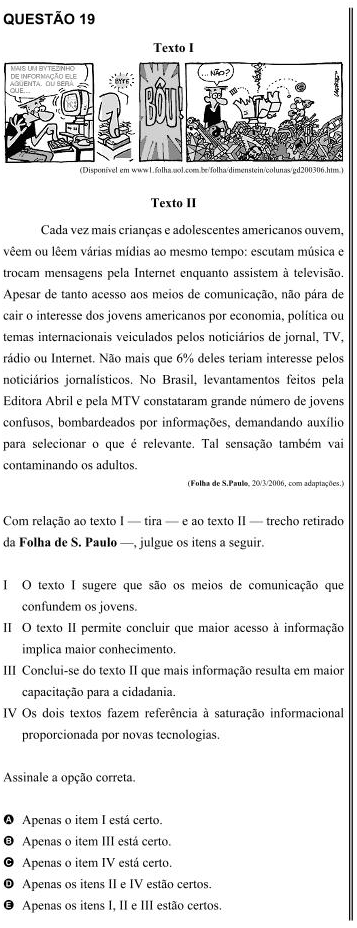 QUESTÃO 19
Texto I
MAIS UM BYTEZINHO
DE INFORMAÇÃO ELE
AGÜENTA. OU SERÁ
QUE...
BYTE
BÔU!
... NÃO?
(Disponível em www1.folha.uol.com.br/folha/dimenstein/colunas/gd200306.htm.)
Texto II
Cada vez mais crianças e adolescentes americanos ouvem,
vêem ou lêem várias mídias ao mesmo tempo: escutam música e
trocam mensagens pela Internet enquanto assistem à televisão.
Apesar de tanto acesso aos meios de comunicação, não pára de
cair o interesse dos jovens americanos por economia, política ou
temas internacionais veiculados pelos noticiários de jornal, TV,
rádio ou Internet. Não mais que 6% deles teriam interesse pelos
noticiários jornalísticos. No Brasil, levantamentos feitos pela
Editora Abril e pela MTV constataram grande número de jovens
confusos, bombardeados por informações, demandando auxílio
para selecionar o que é relevante. Tal sensação também vai
contaminando os adultos.
(Folha de S.Paulo, 20/3/2006, com adaptações.)
Com relação ao texto I — tira — e ao texto II — trecho retirado
da Folha de S. Paulo —, julgue os itens a seguir.
I O texto I sugere que são os meios de comunicação que
confundem os jovens.
II O texto II permite concluir que maior acesso à informação
implica maior conhecimento.
III Conclui-se do texto II que mais informação resulta em maior
capacitação para a cidadania.
IV Os dois textos fazem referência à saturação informacional
proporcionada por novas tecnologias.
Assinale a opção correta.
A Apenas o item I está certo.
B Apenas o item III está certo.
C Apenas o item IV está certo.
D Apenas os itens II e IV estão certos.
E Apenas os itens I, II e III estão certos.